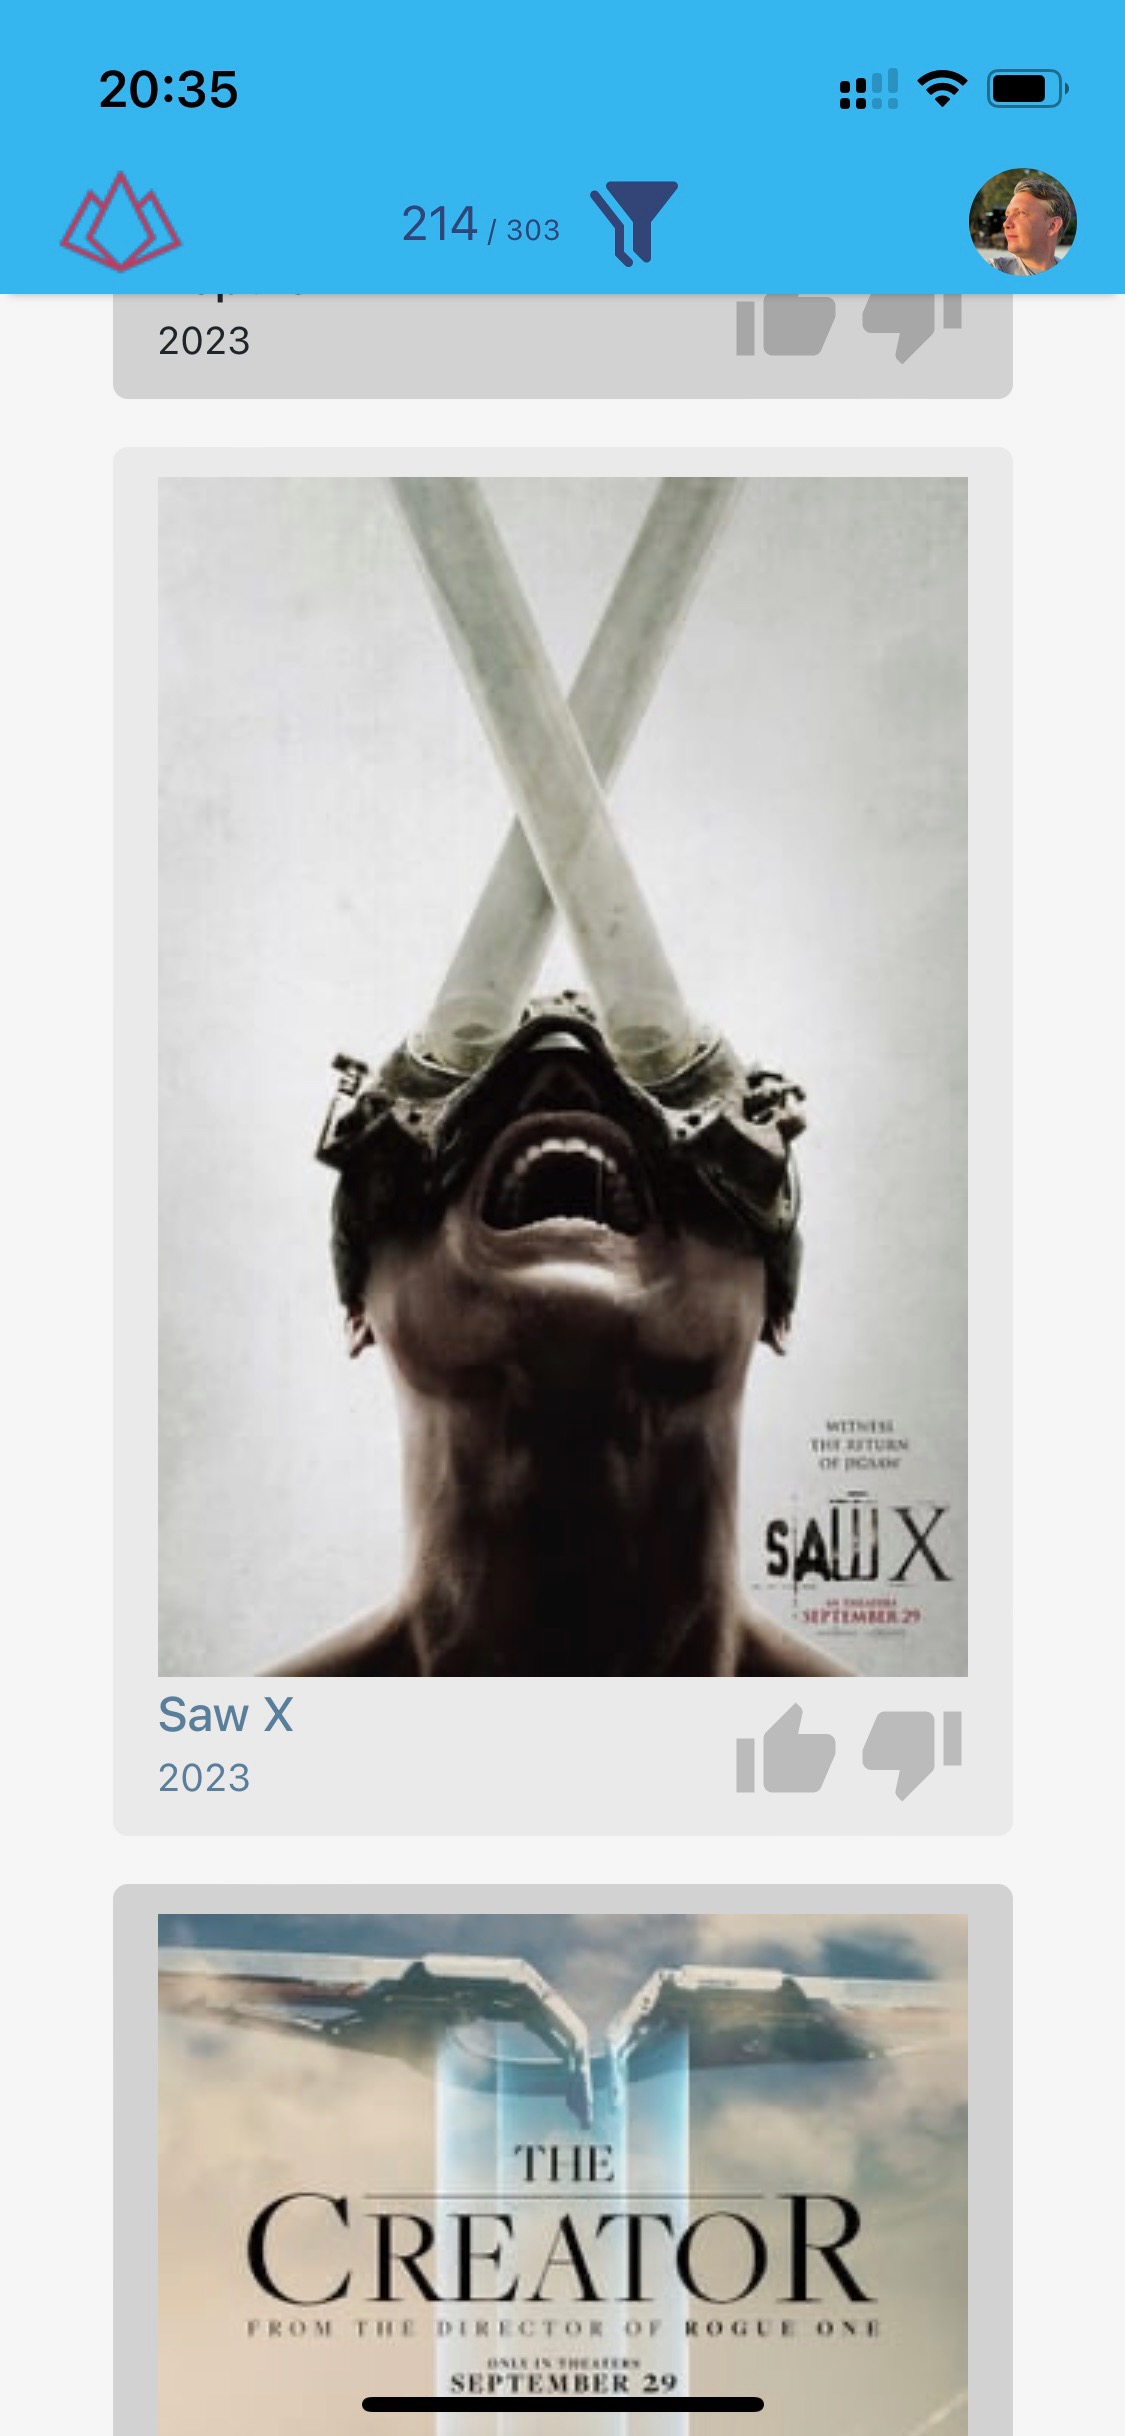 20:35
214 / 303
2023
WITNESS
THE RETURN
OF JIGSAW
SAW X
IN THEATERS
SEPTEMBER 29
Saw X
2023
THE
CREATOR
FROM THE DIRECTOR OF ROGUE ONE
ONLY IN THEATERS
SEPTEMBER 29